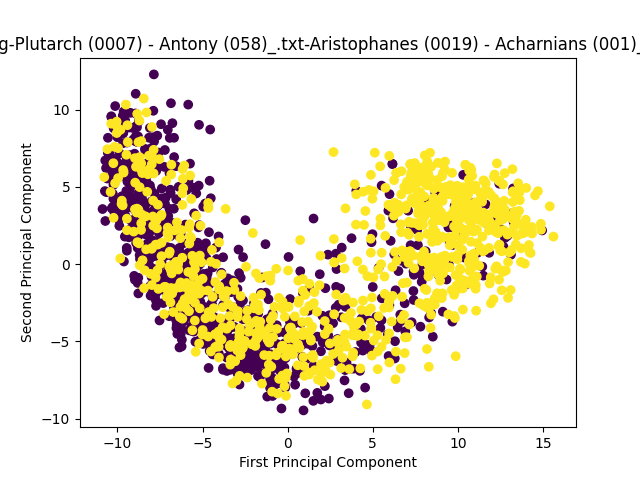 g-Plutarch (0007) - Antony (058)_.txt-Aristophanes (0019) - Acharnians (001)_
10
5
0
−5
−10
Second Principal Component
−10 −5 0 5 10 15
First Principal Component